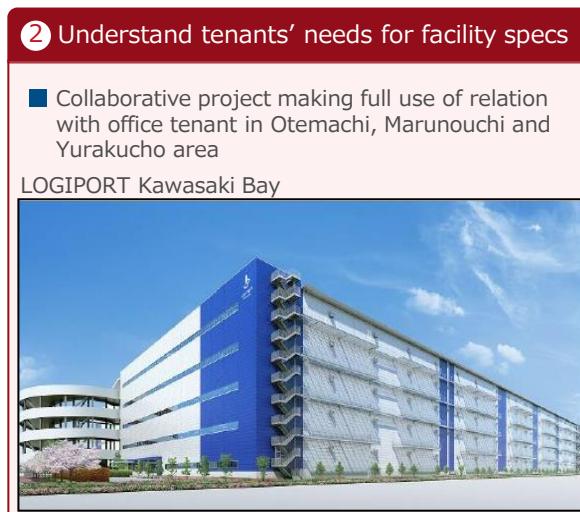 2 Understand tenants' needs for facility specs
Collaborative project making full use of relation
with office tenant in Otemachi, Marunouchi and
Yurakucho area
LOGIPORT Kawasaki Bay